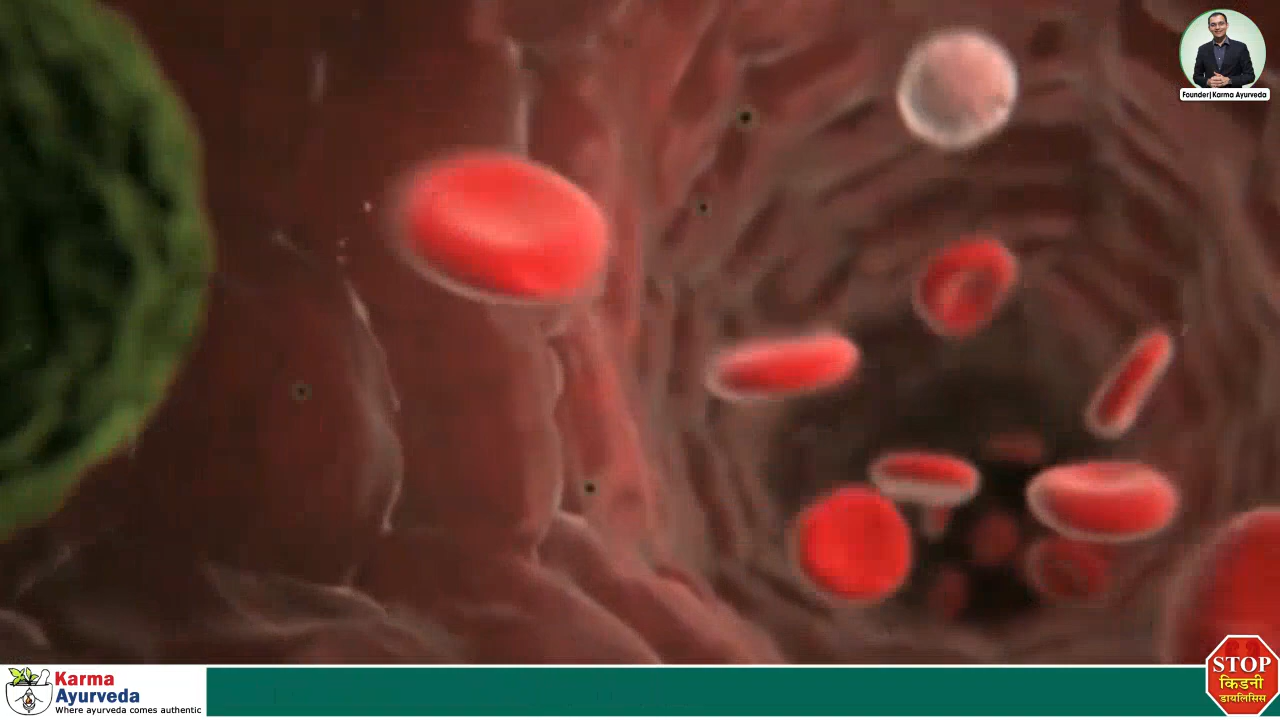 Founder|Karma Ayurveda
Karma
Ayurveda
Where ayurveda comes authentic
STOP
किडनी
डायलिसिस